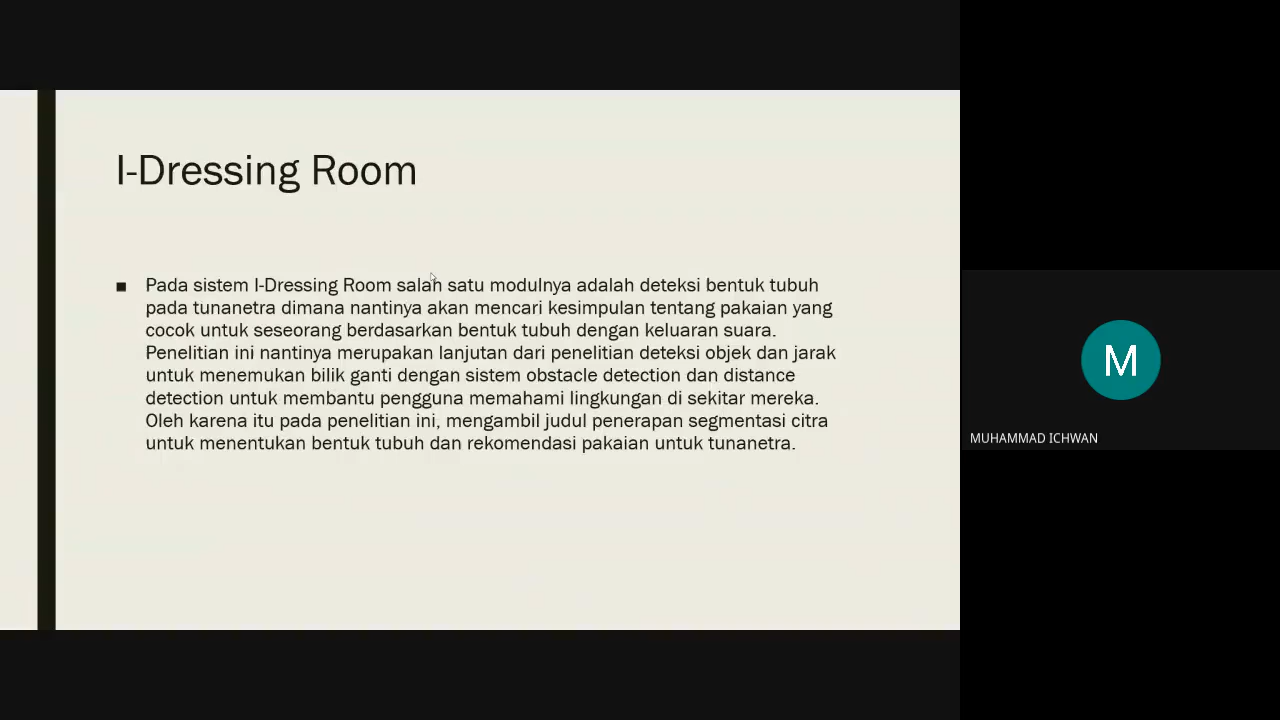 I-Dressing Room
■ Pada sistem I-Dressing Room salah satu modulnya adalah deteksi bentuk tubuh
pada tunanetra dimana nantinya akan mencari kesimpulan tentang pakaian yang
cocok untuk seseorang berdasarkan bentuk tubuh dengan keluaran suara.
Penelitian ini nantinya merupakan lanjutan dari penelitian deteksi objek dan jarak
untuk menemukan bilik ganti dengan sistem obstacle detection dan distance
detection untuk membantu pengguna memahami lingkungan di sekitar mereka.
Oleh karena itu pada penelitian ini, mengambil judul penerapan segmentasi citra
untuk menentukan bentuk tubuh dan rekomendasi pakaian untuk tunanetra.
M
MUHAMMAD ICHWAN